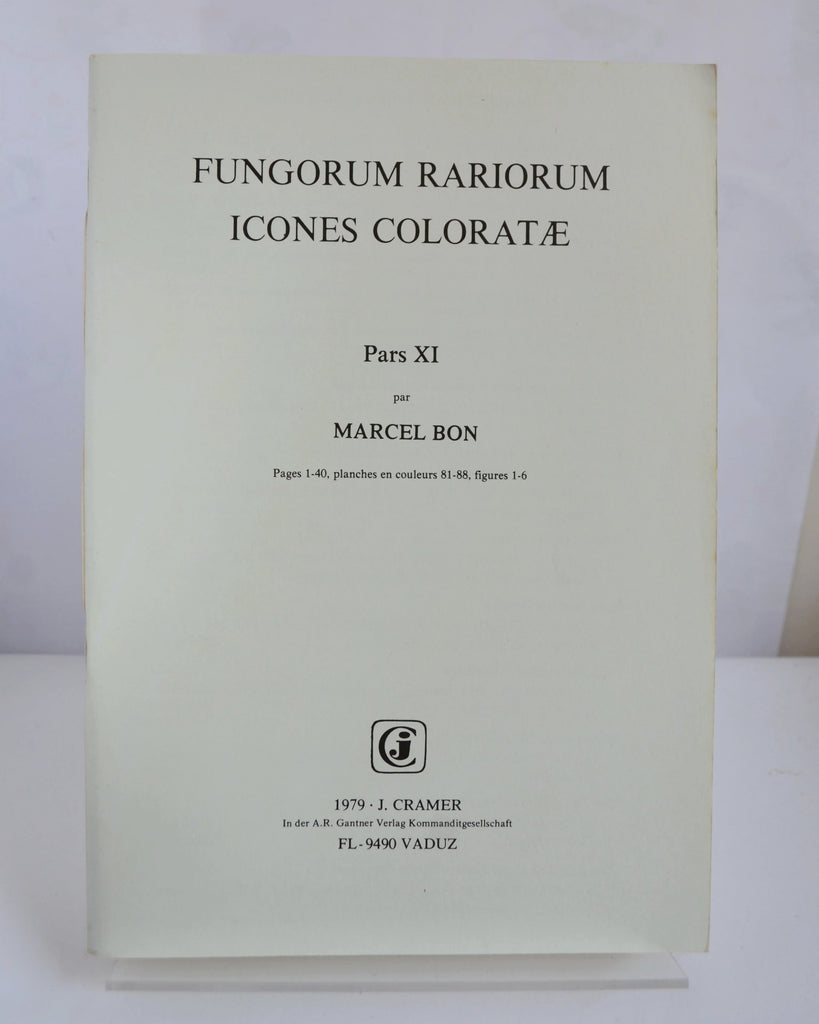 FUNGORUM RARIORUM
ICONES COLORATÆ
Pars XI
par
MARCEL BON
Pages 1-40, planches en couleurs 81-88, figures 1-6
CJ
1979 · J. CRAMER
In der A.R. Gantner Verlag Kommanditgesellschaft
FL-9490 VADUZ